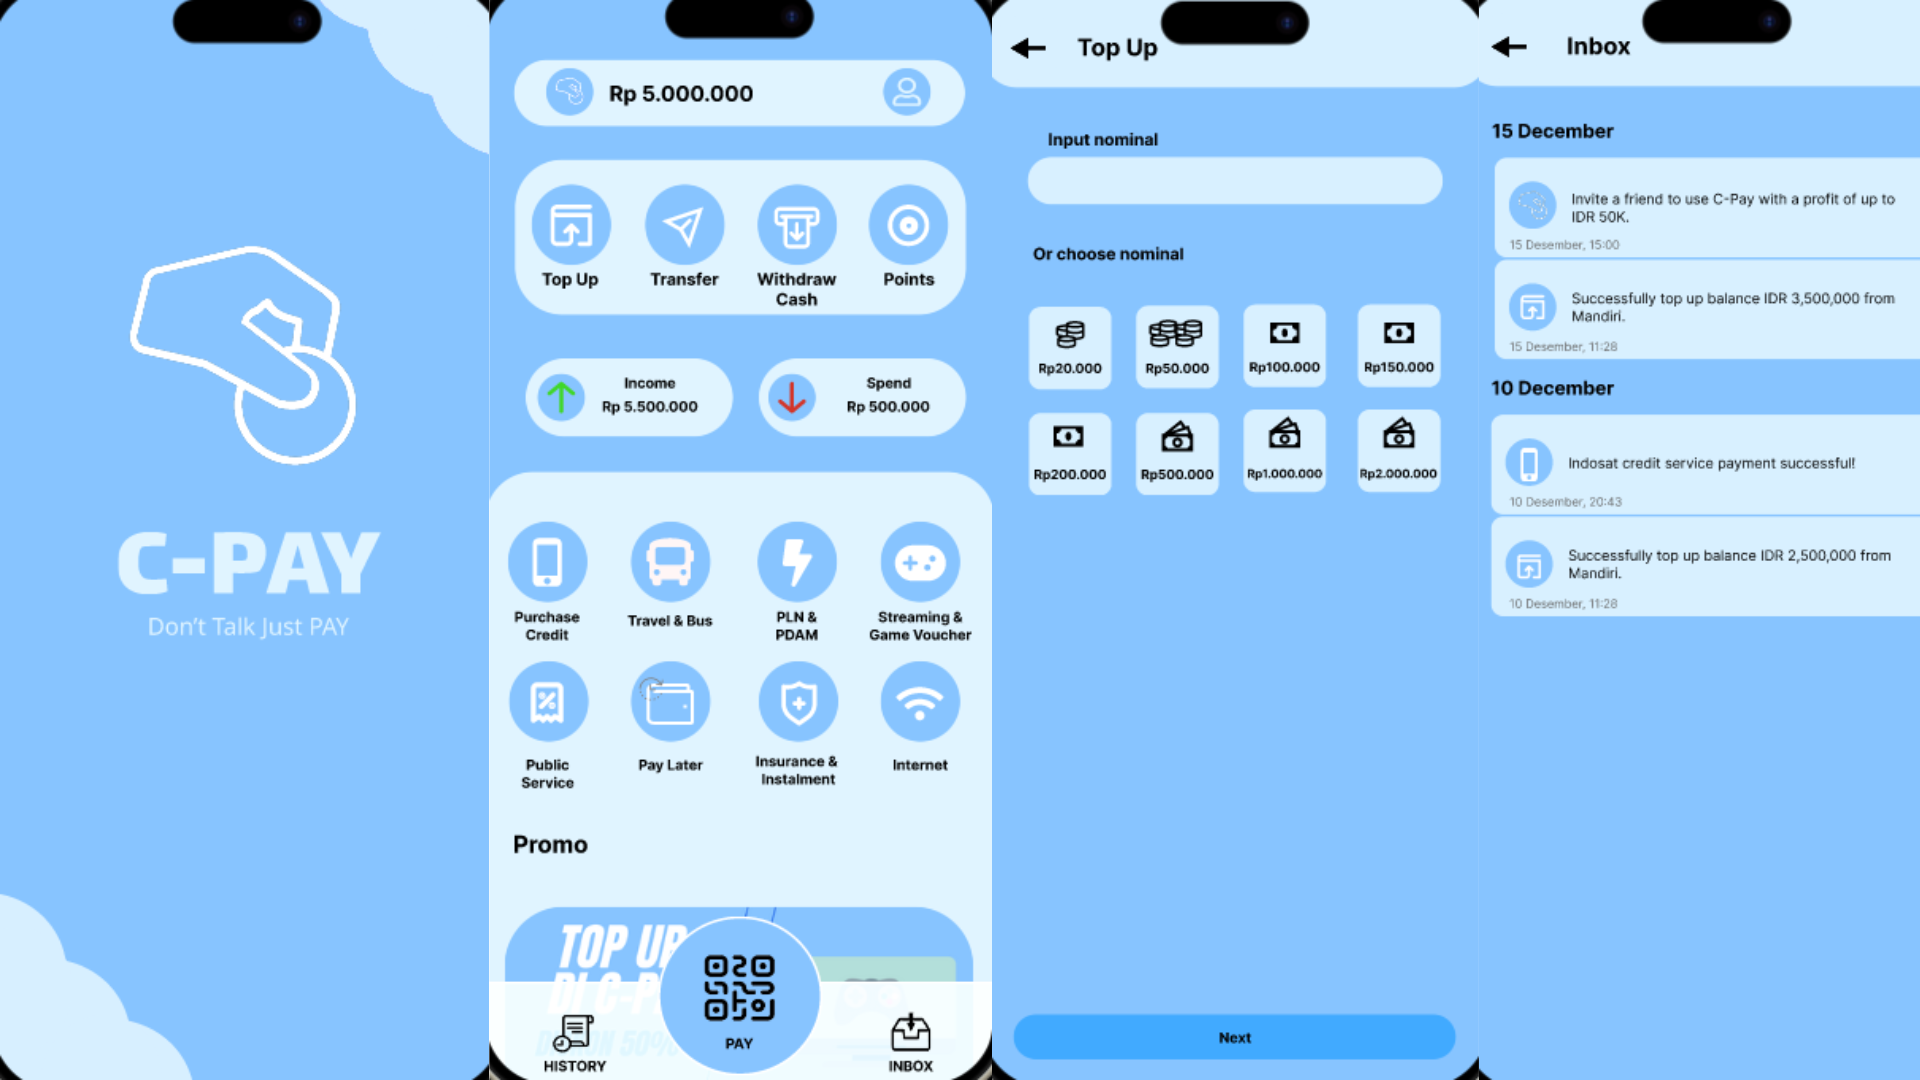 C-PAY
Don't Talk Just PAY
Rp 5.000.000
Top Up
Transfer
Withdraw
Cash
Points
Income
Rp 5.500.000
Spend
Rp 500.000
Purchase
Credit
Travel & Bus
PLN &
PDAM
Streaming &
Game Voucher
Public
Service
Pay Later
Insurance &
Instalment
Internet
Promo
TOP UP
DI C-P
50%
HISTORY
PAY
INBOX
Top Up
Input nominal
Or choose nominal
Rp20.000
Rp50.000
Rp100.000
Rp150.000
Rp200.000
Rp500.000
Rp1.000.000
Rp2.000.000
Next
Inbox
15 December
Invite a friend to use C-Pay with a profit of up to
IDR 50K.
15 Desember, 15:00
Successfully top up balance IDR 3,500,000 from
Mandiri.
15 Desember, 11:28
10 December
Indosat credit service payment successful!
10 Desember, 20:43
Successfully top up balance IDR 2,500,000 from
Mandiri.
10 Desember, 11:28